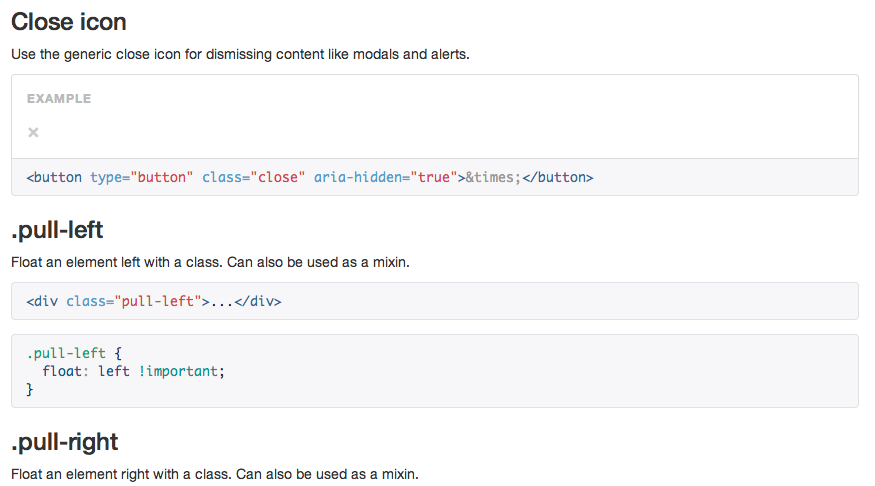 Close icon
Use the generic close icon for dismissing content like modals and alerts.
EXAMPLE
×
<button type="button" class="close" aria-hidden="true">&times;</button>
.pull-left
Float an element left with a class. Can also be used as a mixin.
<div class="pull-left">...</div>
.pull-left {
  float: left !important;
}
.pull-right
Float an element right with a class. Can also be used as a mixin.